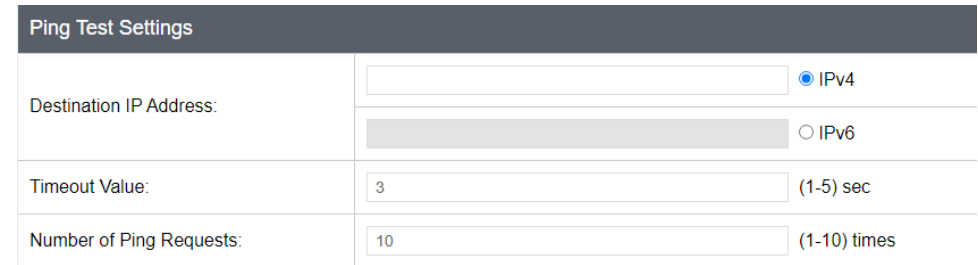 Ping Test Settings
Destination IP Address:
IPv4
IPv6
Timeout Value:
3
(1-5) sec
Number of Ping Requests:
10
(1-10) times